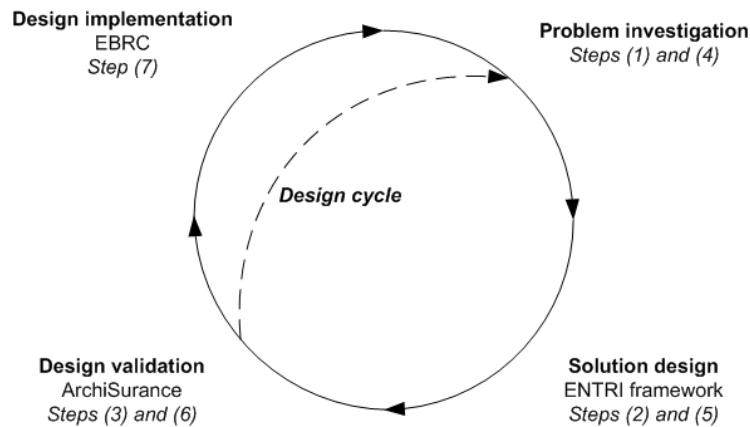 Design implementation
EBRC
Step (7)
Problem investigation
Steps (1) and (4)
Design cycle
Design validation
ArchiSurance
Steps (3) and (6)
Solution design
ENTRI framework
Steps (2) and (5)